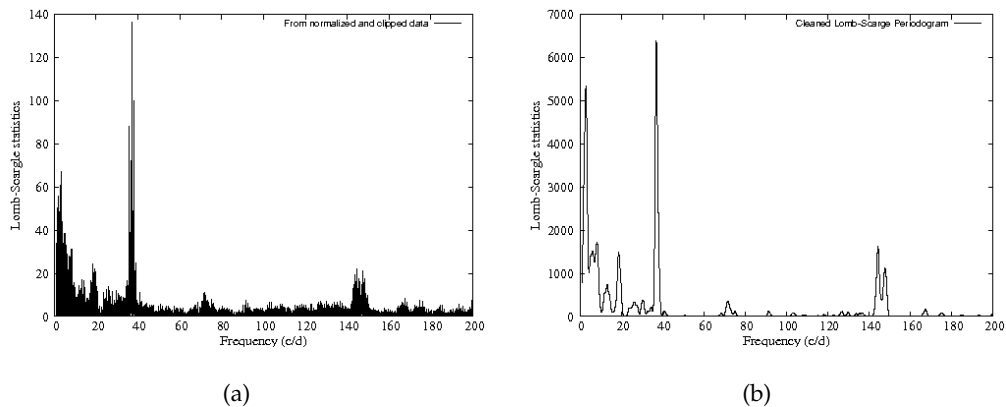 From normalized and clipped data
140
120
100
80
60
40
20
0
Lomb-Scargle statistics
0 20 40 60 80 100 120 140 160 180 200
Frequency (c/d)
(a)
Cleaned Lomb-Scarge Periodogram
7000
6000
5000
4000
3000
2000
1000
0
Lomb-Scargle statistics
0 20 40 60 80 100 120 140 160 180 200
Frequency (c/d)
(b)